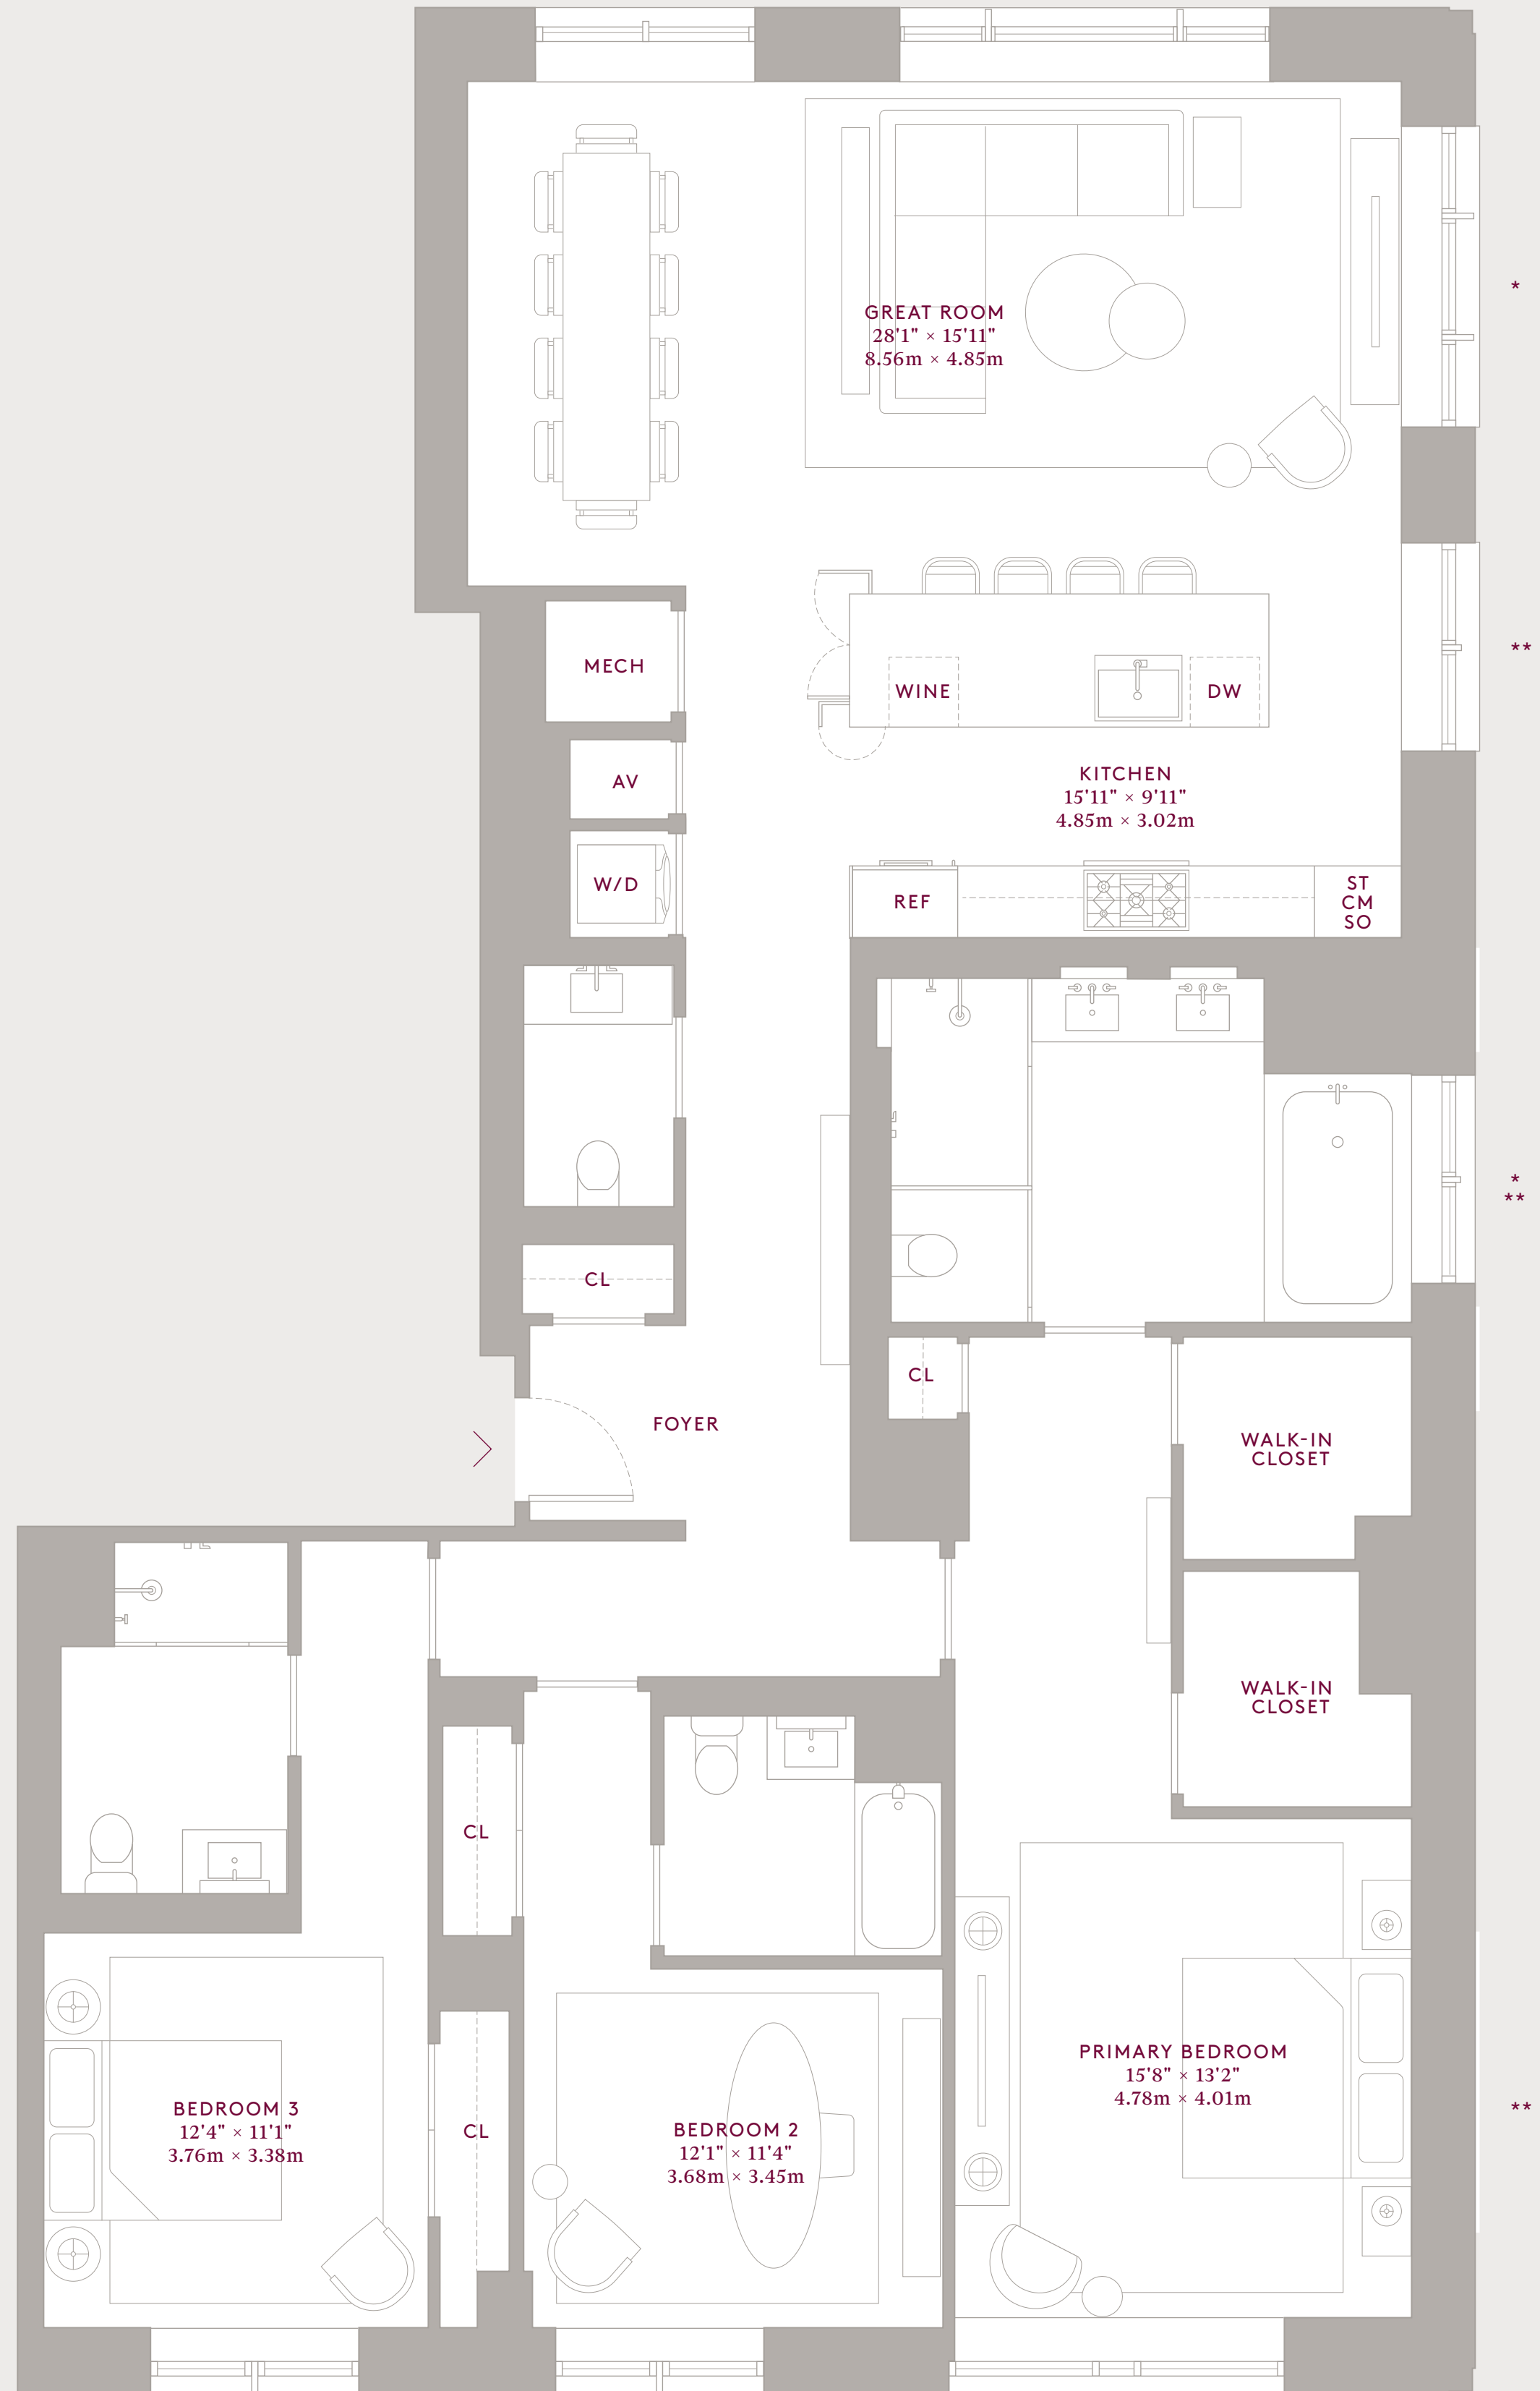 GREAT ROOM
28'1" × 15'11"
8.56m × 4.85m
*
MECH
**
WINE
DW
AV
KITCHEN
15'11" × 9'11"
4.85m × 3.02m
W/D
REF
ST
CM
SO
*
**
CL
CL
FOYER
WALK-IN
CLOSET
WALK-IN
CLOSET
CL
PRIMARY BEDROOM
15'8" × 13'2"
4.78m × 4.01m
BEDROOM 3
12'4" × 11'1"
3.76m × 3.38m
CL
BEDROOM 2
12'1" × 11'4"
3.68m × 3.45m
**